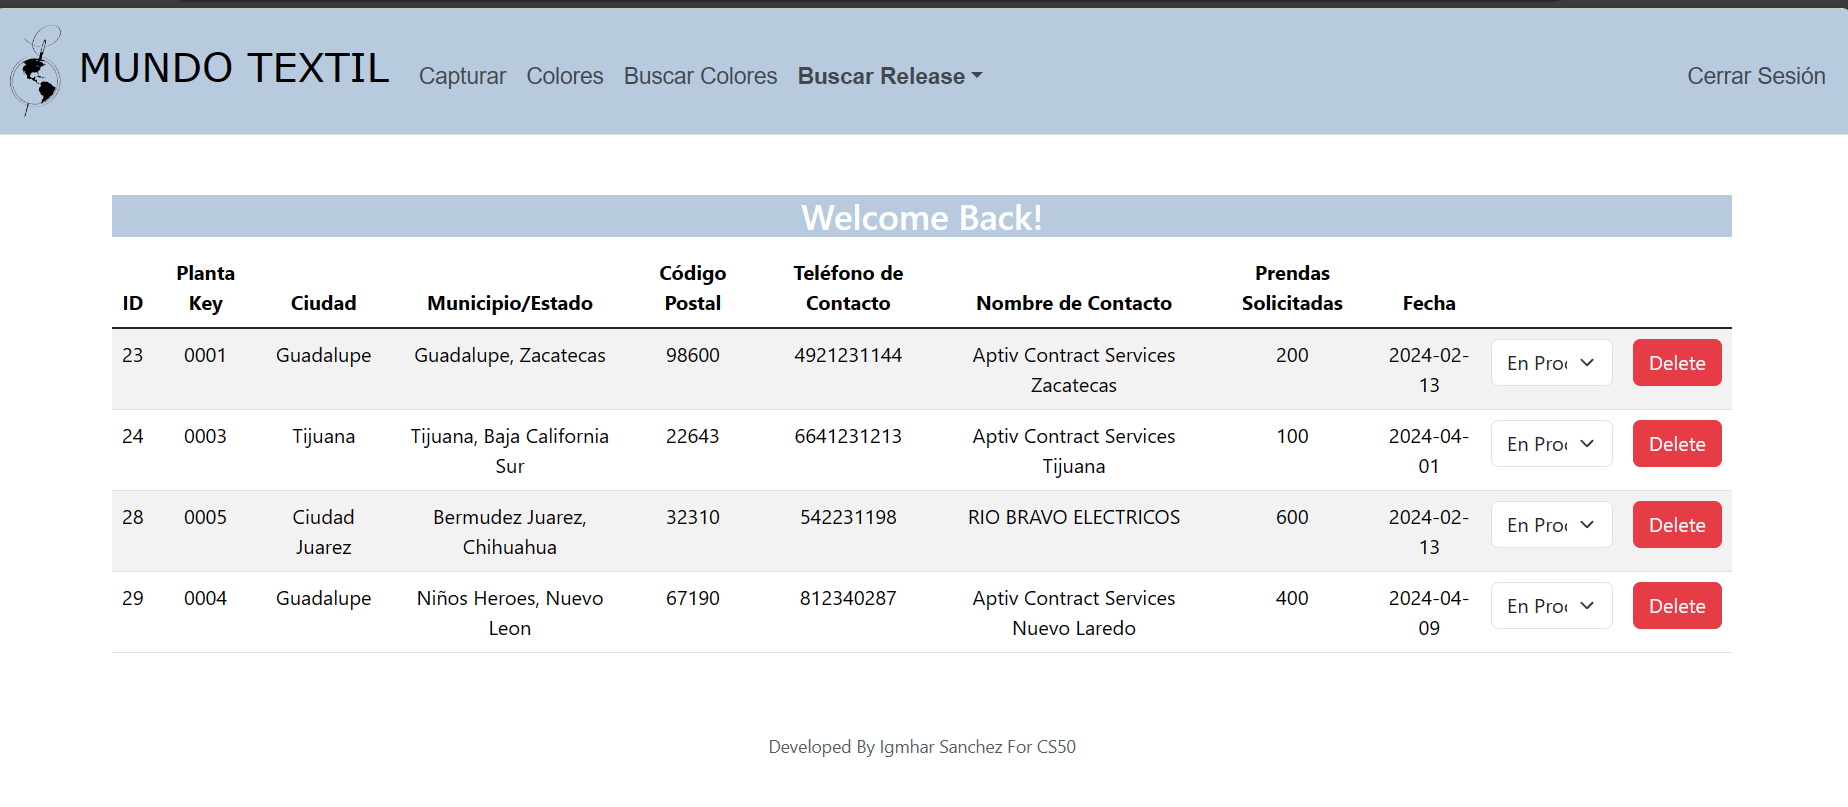 MUNDO TEXTIL Capturar Colores Buscar Colores Buscar Release Cerrar Sesión
Welcome Back!
ID Planta Key Ciudad Municipio/Estado Código Postal Teléfono de Contacto Nombre de Contacto Prendas Solicitadas Fecha
23 0001 Guadalupe Guadalupe, Zacatecas 98600 4921231144 Aptiv Contract Services Zacatecas 200 2024-02-13 En Proc Delete
24 0003 Tijuana Tijuana, Baja California Sur 22643 6641231213 Aptiv Contract Services Tijuana 100 2024-04-01 En Proc Delete
28 0005 Ciudad Juarez Bermudez Juarez, Chihuahua 32310 542231198 RIO BRAVO ELECTRICOS 600 2024-02-13 En Proc Delete
29 0004 Guadalupe Niños Heroes, Nuevo Leon 67190 812340287 Aptiv Contract Services Nuevo Laredo 400 2024-04-09 En Proc Delete
Developed By Igmhar Sanchez For CS50